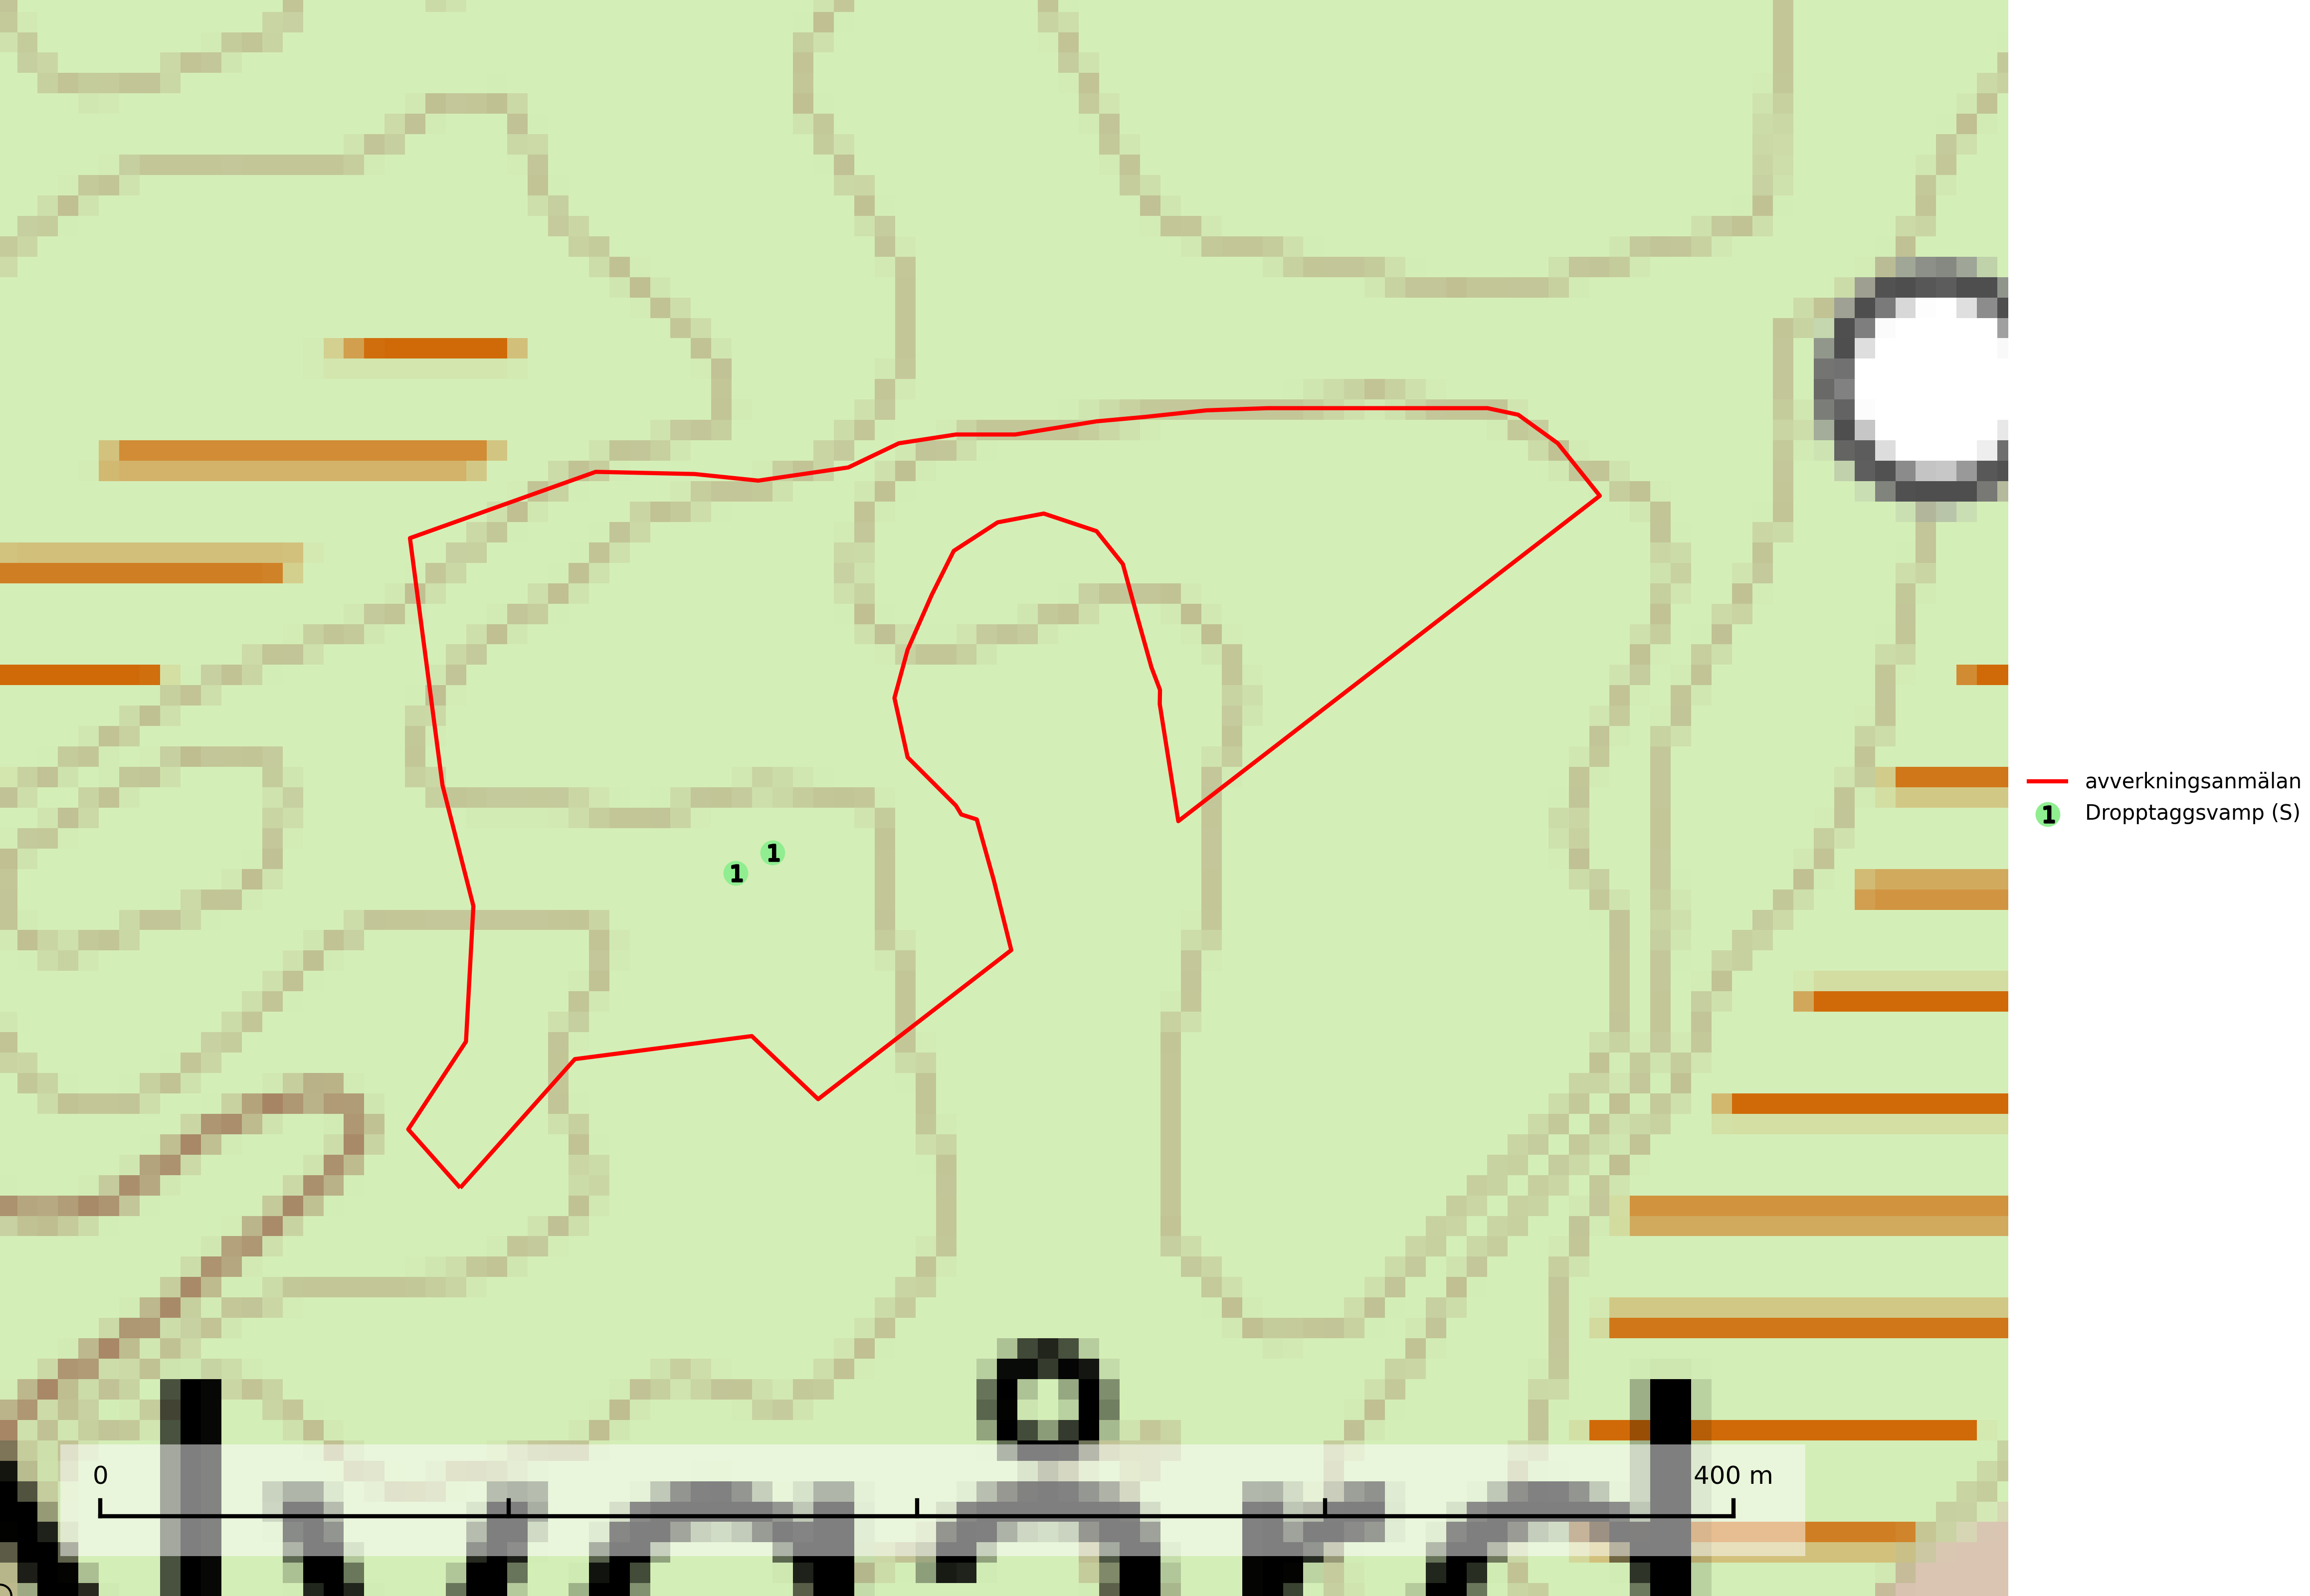 1
1
avverkningsanmälan
1 Dropptaggsvamp (S)
0
400 m